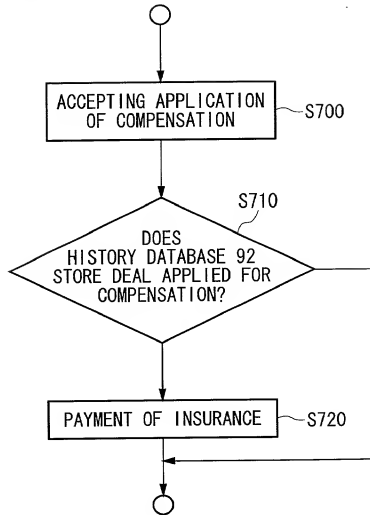 ACCEPTING APPLICATION
OF COMPENSATION
S700
S710
DOES
HISTORY DATABASE 92
STORE DEAL APPLIED FOR
COMPENSATION?
PAYMENT OF INSURANCE
S720